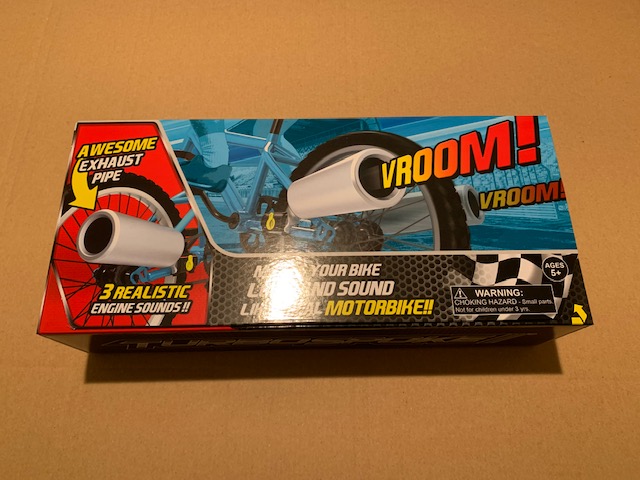 AWESOME
EXHAUST
PIPE
VROOM!
VROOM!
3 REALISTIC
ENGINE SOUNDS!!
YOUR BIKE
AND SOUND
MOTORBIKE!!
AGES
5+
WARNING:
CHOKING HAZARD - Small parts.
Not for children under 3 yrs.